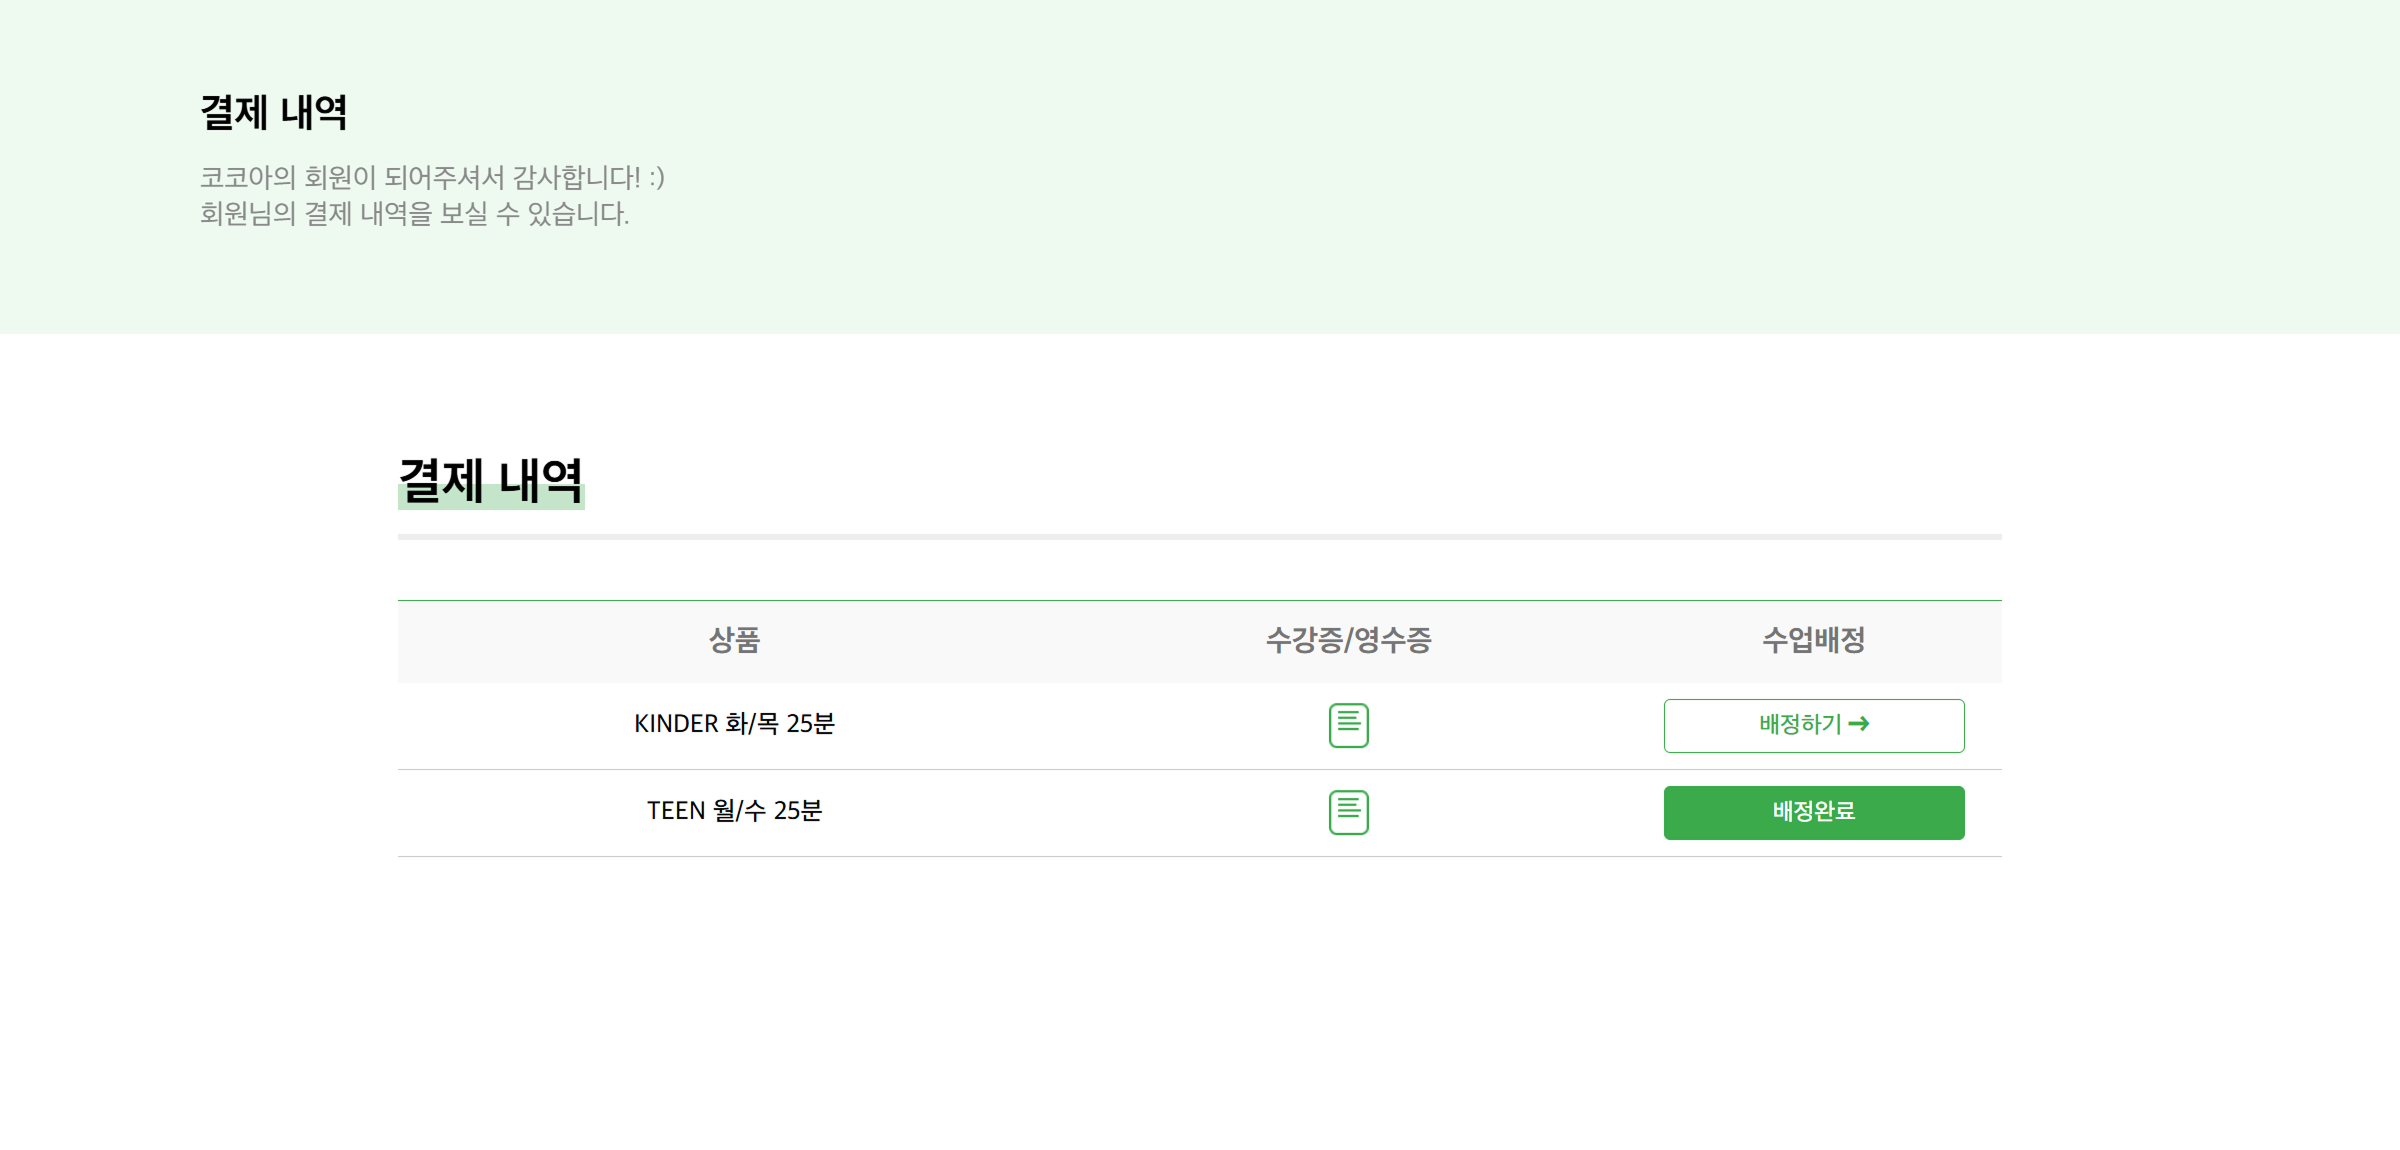 결제 내역
코코아의 회원이 되어주셔서 감사합니다! :)
회원님의 결제 내역을 보실 수 있습니다.
결제 내역
상품 수강증/영수증 수업배정
KINDER 화/목 25분 배정하기 →
TEEN 월/수 25분 배정완료